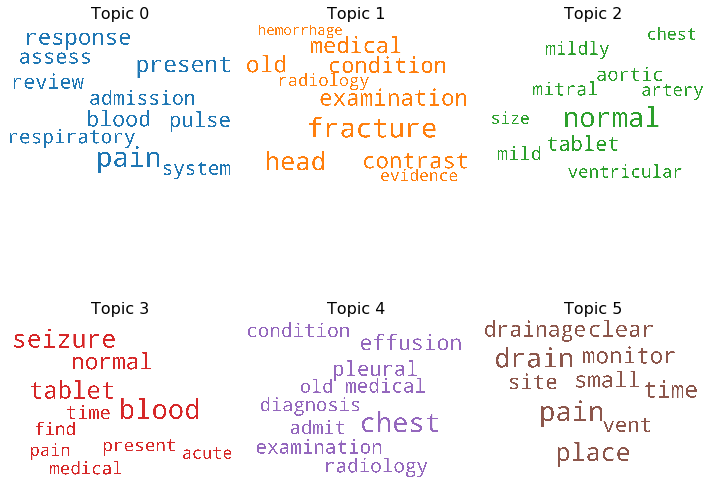 Topic 0
response
assess
present
review
admission
blood pulse
respiratory
pain
system
Topic 1
hemorrhage
medical
old condition
radiology
examination
fracture
head contrast
evidence
Topic 2
chest
mildly
aortic
mitral artery
size normal
tablet
mild
ventricular
Topic 3
seizure
normal
tablet
time blood
find
pain present acute
medical
Topic 4
condition
effusion
pleural
old medical
diagnosis
admit chest
examination
radiology
Topic 5
drainage clear
drain monitor
site small time
pain vent
place